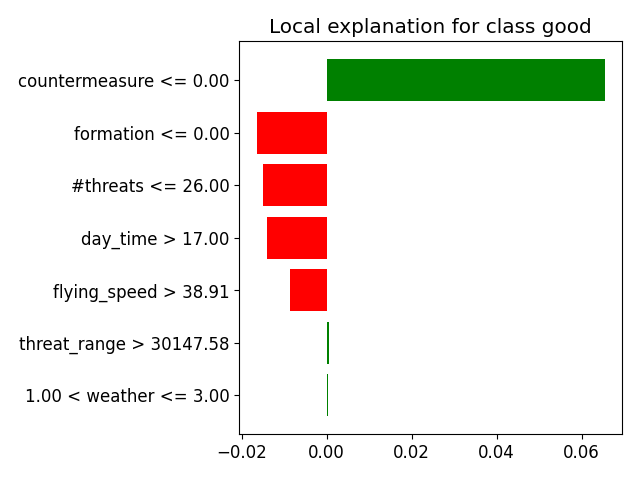 Local explanation for class good
countermeasure <= 0.00
formation <= 0.00
#threats <= 26.00
day_time > 17.00
flying_speed > 38.91
threat_range > 30147.58
1.00 < weather <= 3.00
−0.02 0.00 0.02 0.04 0.06